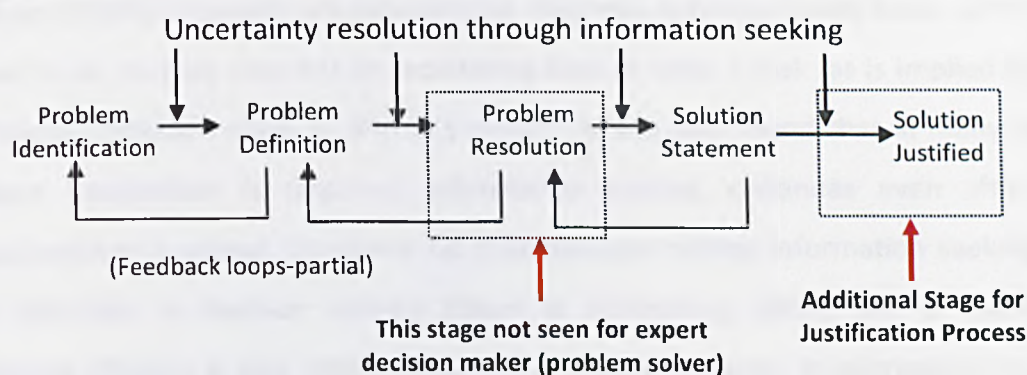 Uncertainty resolution through information seeking
Problem Identification
Problem Definition
Problem Resolution
Solution Statement
Solution Justified
(Feedback loops-partial)
This stage not seen for expert
decision maker (problem solver)
Additional Stage for
Justification Process